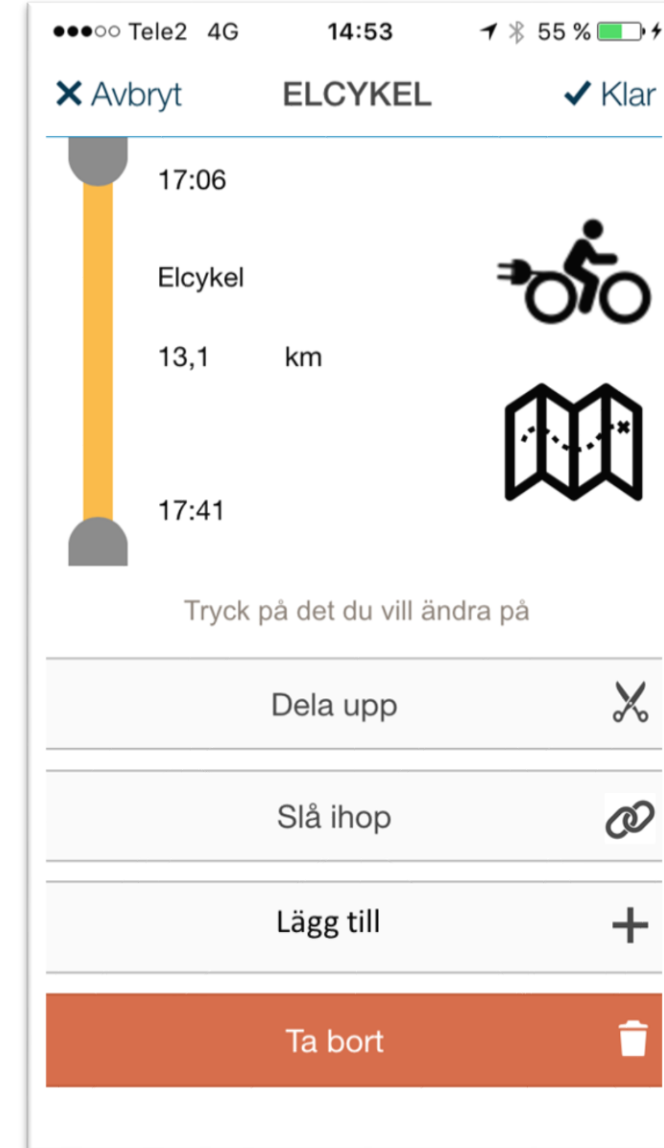 Tele2 4G 14:53 55 %
Avbryt ELCYKEL Klar
17:06
Elcykel
13,1 km
17:41
Tryck på det du vill ändra på
Dela upp
Slå ihop
Lägg till
Ta bort